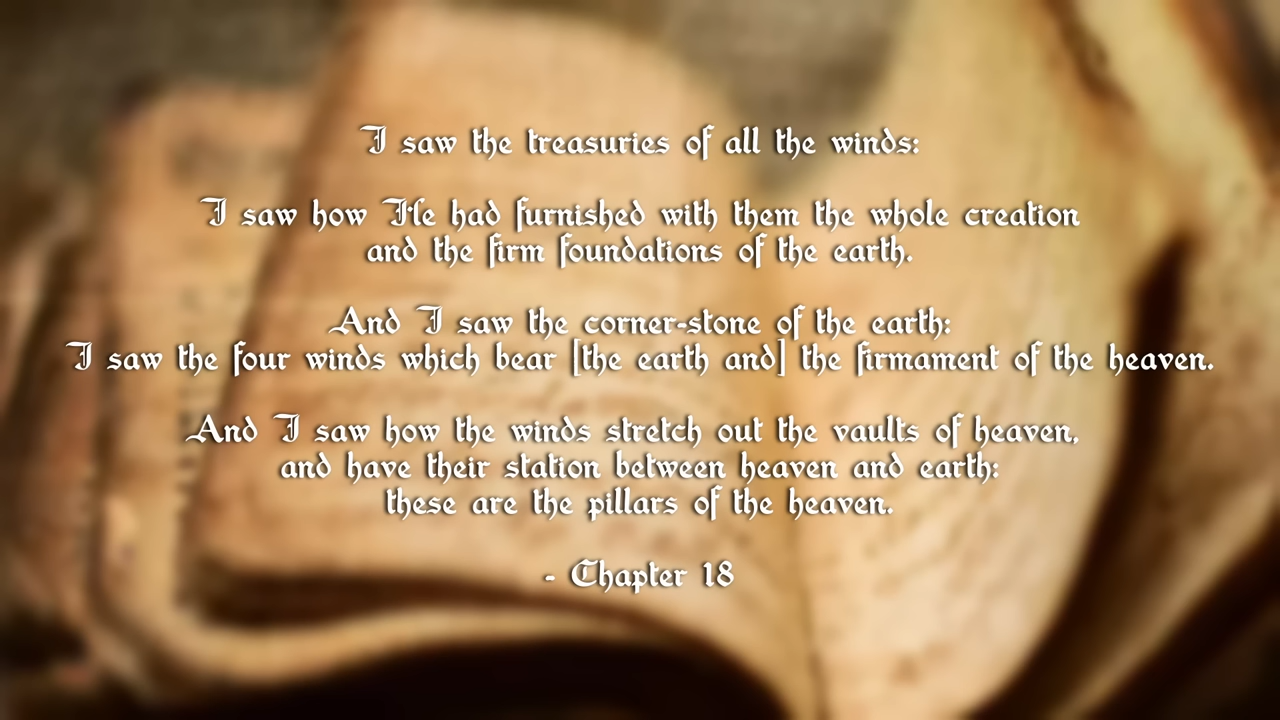 I saw the treasuries of all the winds:
I saw how He had furnished with them the whole creation
and the firm foundations of the earth.
And I saw the corner-stone of the earth:
I saw the four winds which bear [the earth and] the firmament of the heaven.
And I saw how the winds stretch out the vaults of heaven,
and have their station between heaven and earth:
these are the pillars of the heaven.
- Chapter 18